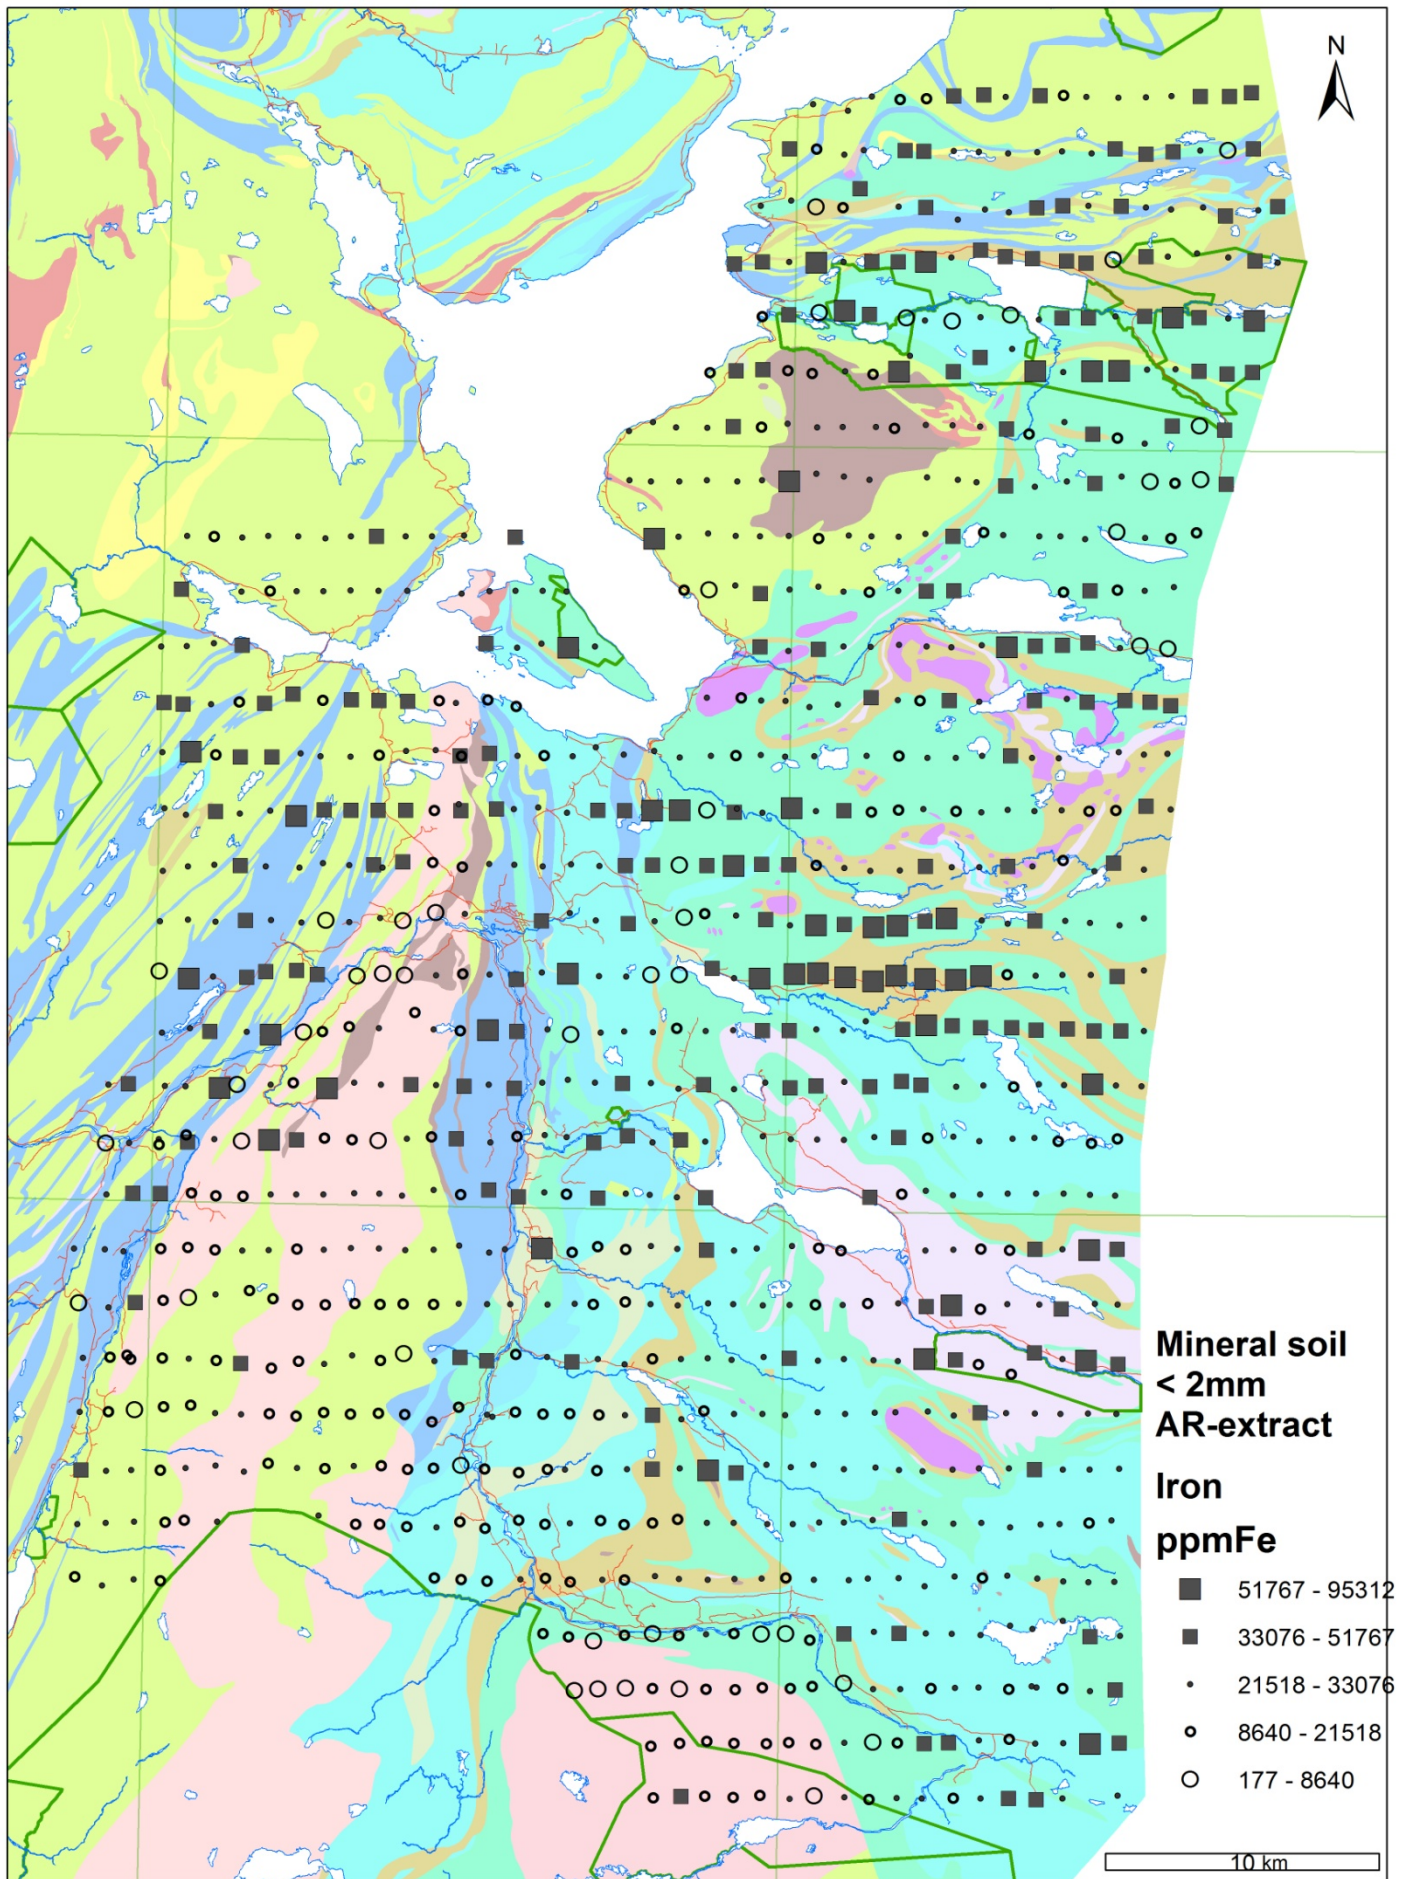 N
Mineral soil
< 2mm
AR-extract
Iron
ppmFe
51767 - 95312
33076 - 51767
21518 - 33076
8640 - 21518
177 - 8640
10 km